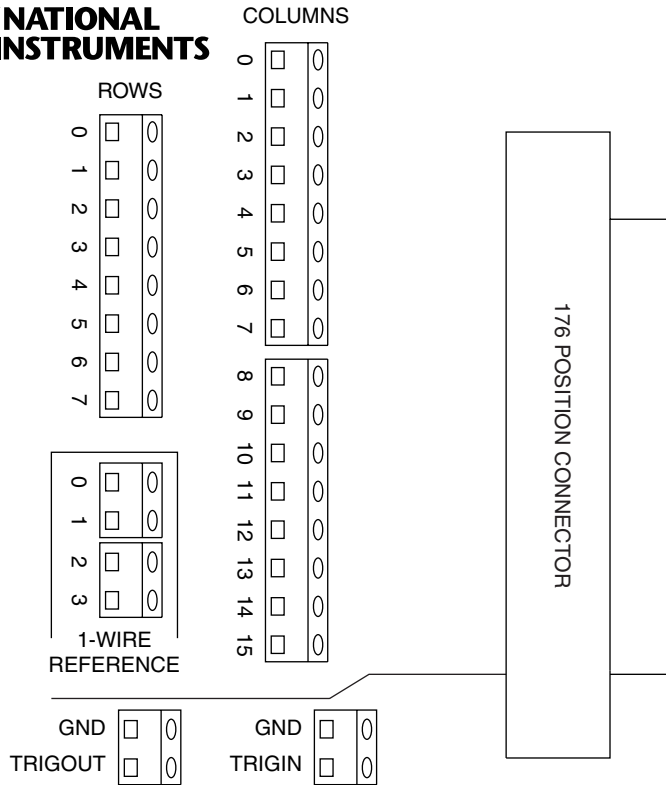 NATIONAL
INSTRUMENTS
COLUMNS
0
1
2
3
4
5
6
7
8
9
10
11
12
13
14
15
ROWS
0
1
2
3
4
5
6
7
0
1
2
3
1-WIRE
REFERENCE
176 POSITION CONNECTOR
GND
TRIGOUT
GND
TRIGIN